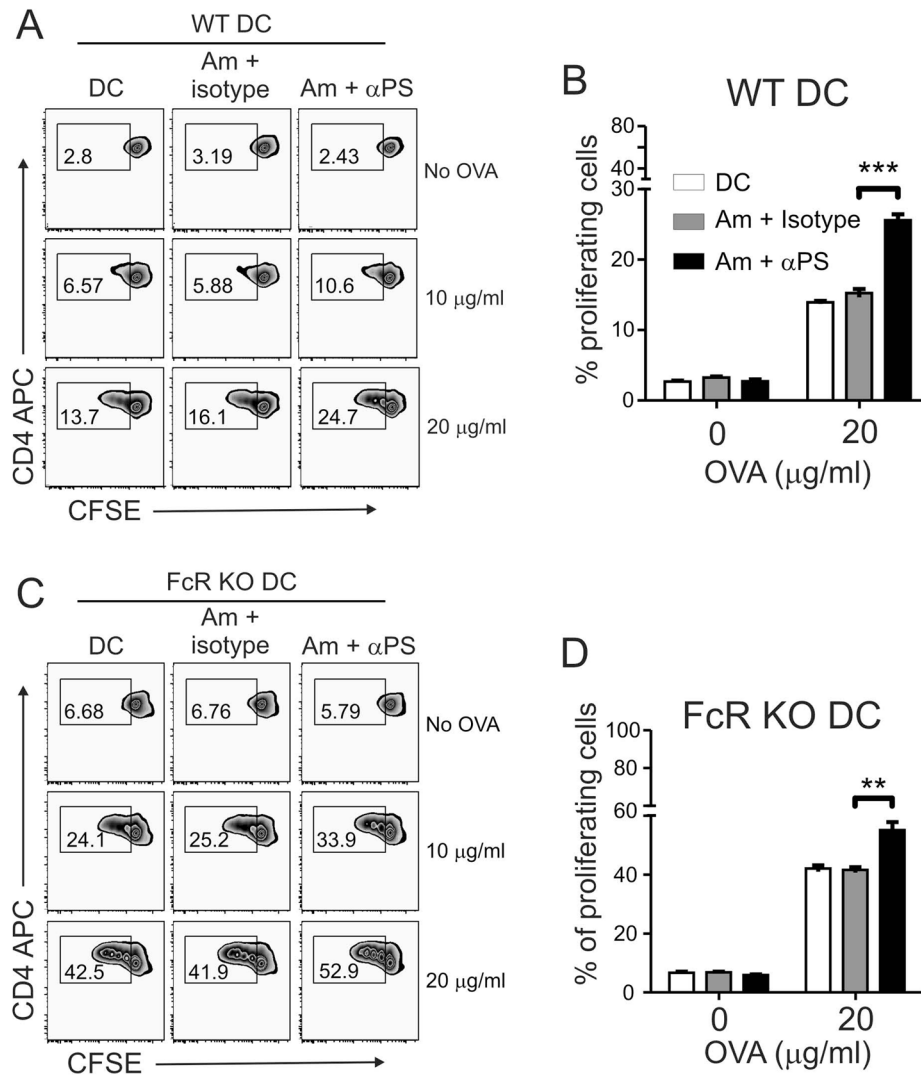 A
WT DC
DC
Am +
isotype
Am + αPS
2.8
3.19
2.43
No OVA
6.57
5.88
10.6
10 μg/ml
13.7
16.1
24.7
20 μg/ml
CD4 APC
CFSE
B
WT DC
% proliferating cells
80
60
40
30
20
10
0
DC
Am + Isotype
Am + αPS
***
0
20
OVA (μg/ml)
C
FcR KO DC
DC
Am +
isotype
Am + αPS
6.68
6.76
5.79
No OVA
24.1
25.2
33.9
10 μg/ml
42.5
41.9
52.9
20 μg/ml
CD4 APC
CFSE
D
FcR KO DC
% of proliferating cells
100
80
60
60
40
20
0
**
0
20
OVA (μg/ml)